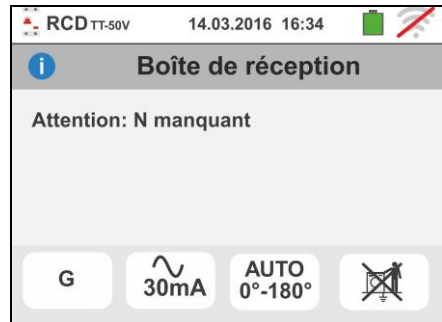 RCD TT-50V 14.03.2016 16:34
Boîte de réception
Attention: N manquant
G
30mA
AUTO
0°-180°